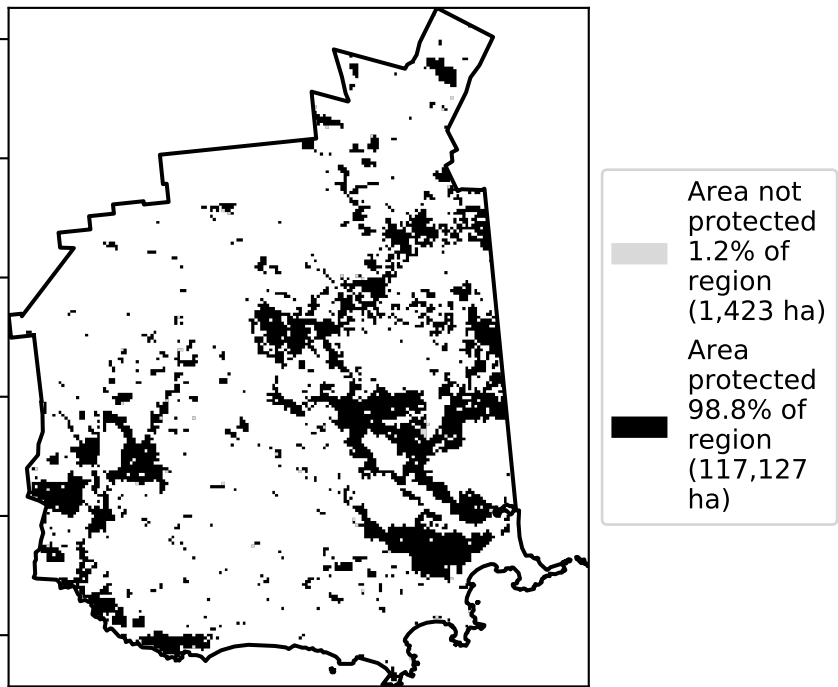 Area not
protected
1.2% of
region
(1,423 ha)
Area
protected
98.8% of
region
(117,127
ha)